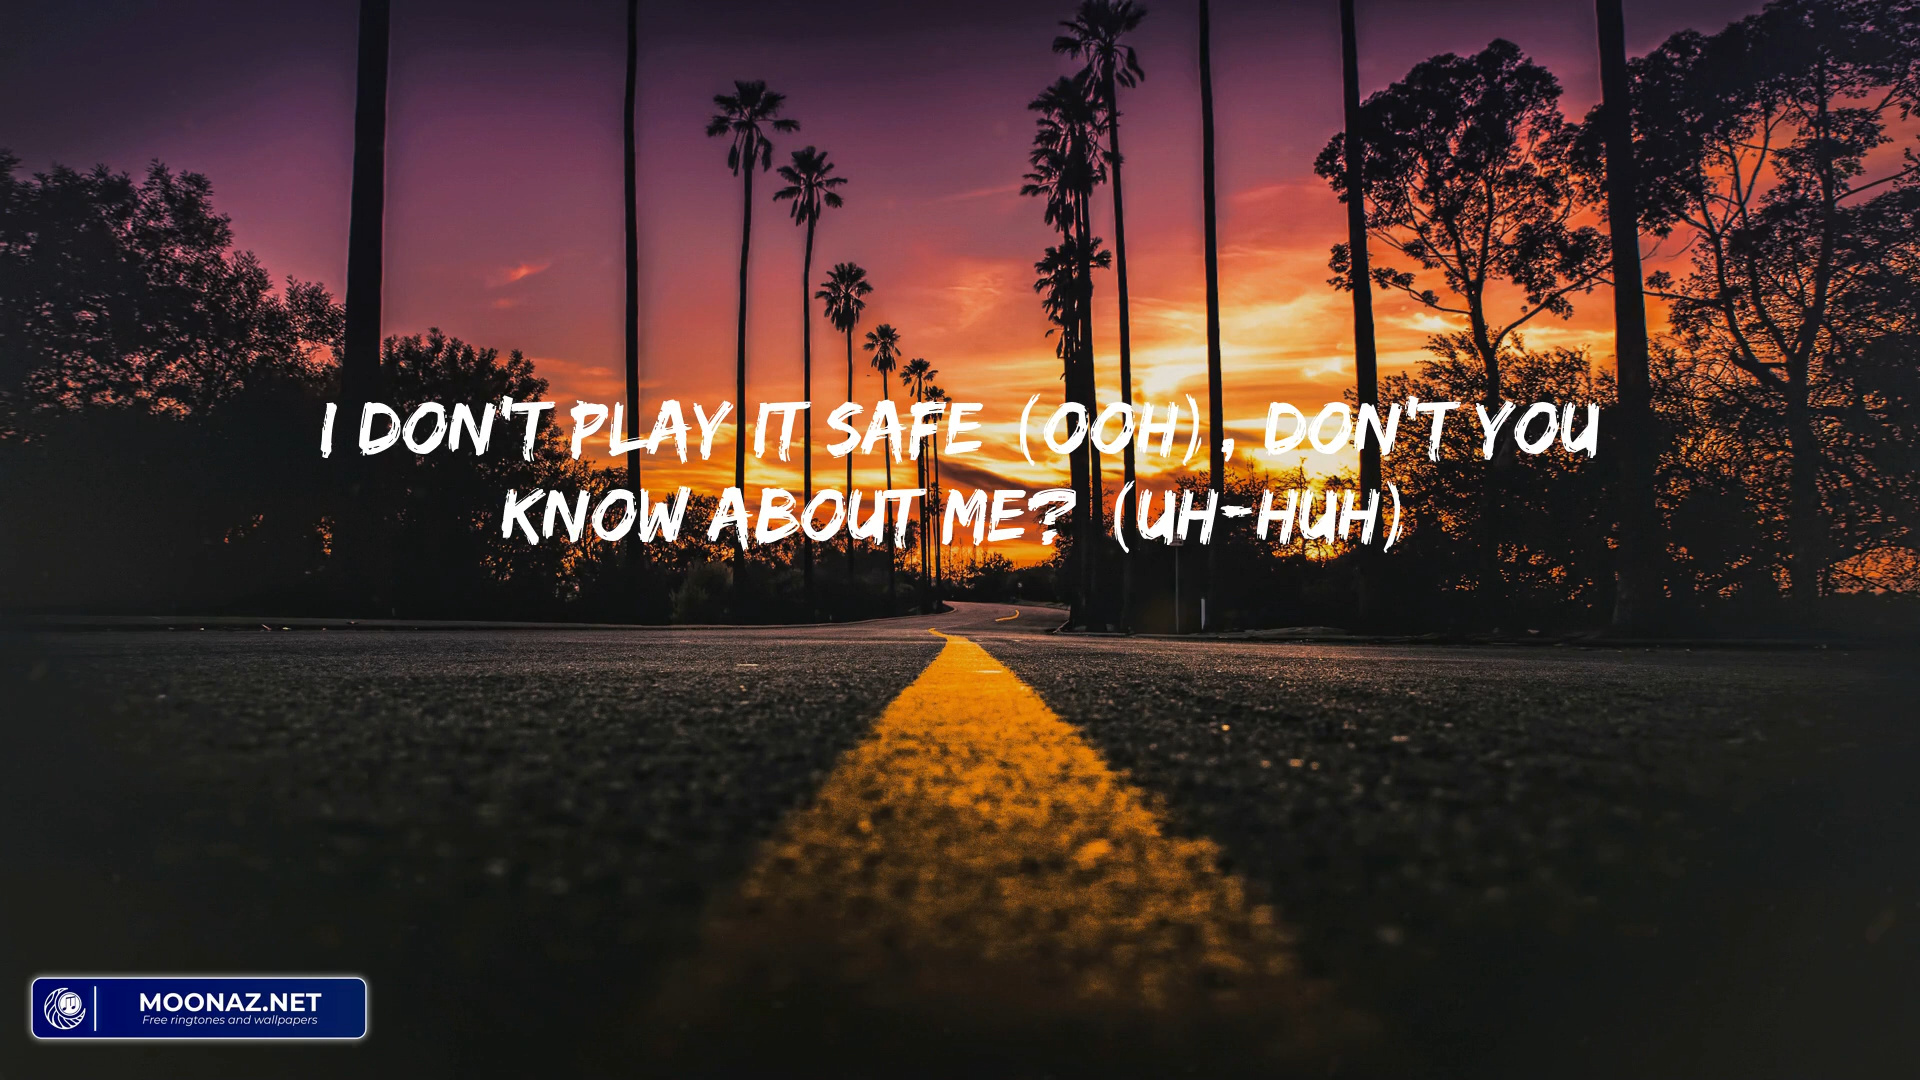 I DON'T PLAY IT SAFE (OOH), DON'T YOU
KNOW ABOUT ME? (UH-HUH)
MOONAZ.NET
Free ringtones and wallpapers